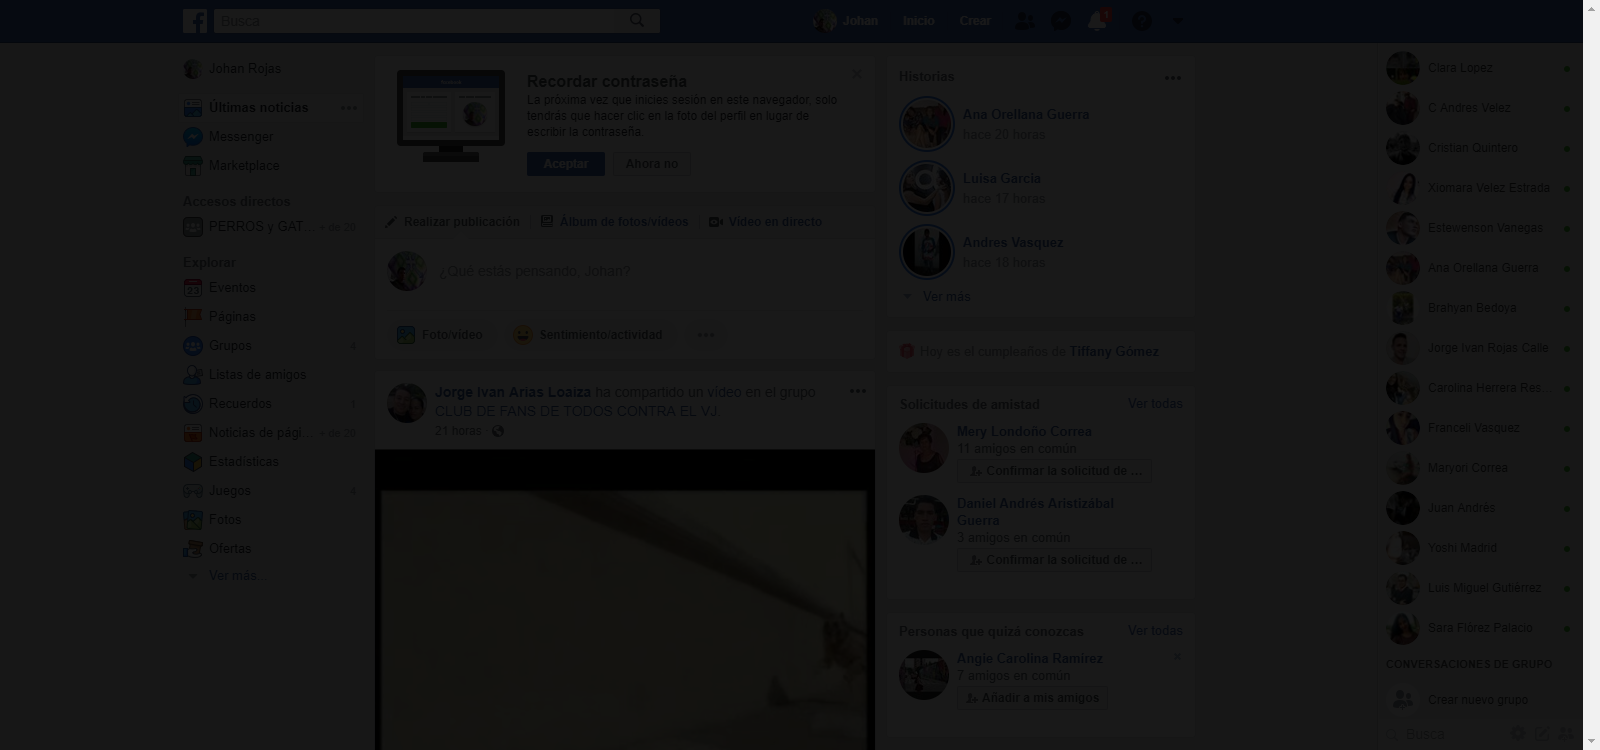 Busca
Johan
Inicio
Crear
1
Johan Rojas
Últimas noticias
Messenger
Marketplace
Accesos directos
PERROS y GAT...
+ de 20
Explorar
23
Eventos
Páginas
Grupos
Listas de amigos
Recuerdos
Noticias de pági...
+ de 20
Estadísticas
Juegos
Fotos
Ofertas
Ver más...
Recordar contraseña
La próxima vez que inicies sesión en este navegador, solo
tendrás que hacer clic en la foto del perfil en lugar de
escribir la contraseña.
Aceptar
Ahora no
Realizar publicación
Álbum de fotos/vídeos
Vídeo en directo
¿Qué estás pensando, Johan?
Foto/vídeo
Sentimiento/actividad
Jorge Ivan Arias Loaiza ha compartido un vídeo en el grupo
CLUB DE FANS DE TODOS CONTRA EL VJ.
21 horas ·
Historias
Ana Orellana Guerra
hace 20 horas
Luisa García
hace 17 horas
Andres Vasquez
hace 18 horas
Ver más
Hoy es el cumpleaños de Tiffany Gómez
Solicitudes de amistad
Ver todas
Mery Londoño Correa
11 amigos en común
Confirmar la solicitud de ...
Daniel Andrés Aristizábal
Guerra
3 amigos en común
Confirmar la solicitud de ...
Personas que quizá conozcas
Ver todas
Angie Carolina Ramirez
7 amigos en común
Añadir a mis amigos
Ciara Lopez
C Andres Velez
Cristian Quintero
Xiomara Velez Estrada
Estewenson Vanegas
Ana Orellana Guerra
Brahyan Bedoya
Jorge Ivan Rojas Calle
Carolina Herrera Res...
Franceli Vasquez
Maryori Correa
Juan Andrés
Yoshi Madrid
Luis Miguel Gutiérrez
Sara Florez Palacio
CONVERSACIONES DE GRUPO
Crear nuevo grupo
Busca